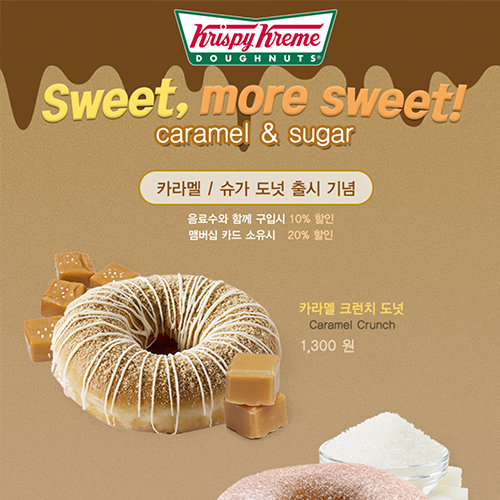 Krispy Kreme
DOUGHNUTS®
Sweet, more sweet!
caramel & sugar
카라멜 / 슈가 도넛 출시 기념
음료수와 함께 구입시 10% 할인
맴버십 카드 소유시 20% 할인
카라멜 크런치 도넛
Caramel Crunch
1,300 원